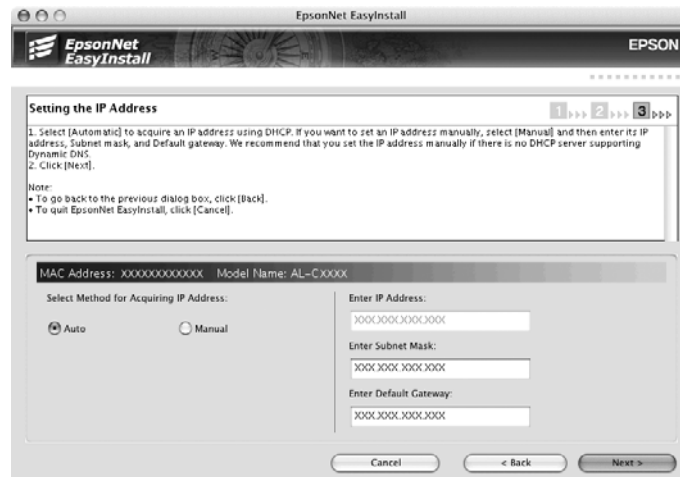 EpsonNet EasyInstall
EpsonNet
EasyInstall
EPSON
Setting the IP Address
1 2 3
1. Select [Automatic] to acquire an IP address using DHCP. If you want to set an IP address manually, select [Manual] and then enter its IP
address, Subnet mask, and Default gateway. We recommend that you set the IP address manually if there is no DHCP server supporting
Dynamic DNS.
2. Click [Next].
Note:
• To go back to the previous dialog box, click [Back].
• To quit EpsonNet EasyInstall, click [Cancel].
MAC Address: XXXXXXXXXXXX Model Name: AL-CXXXX
Select Method for Acquiring IP Address:
Auto Manual
Enter IP Address:
XXX.XXX.XXX.XXX
Enter Subnet Mask:
XXX.XXX.XXX.XXX
Enter Default Gateway:
XXX.XXX.XXX.XXX
Cancel < Back Next >